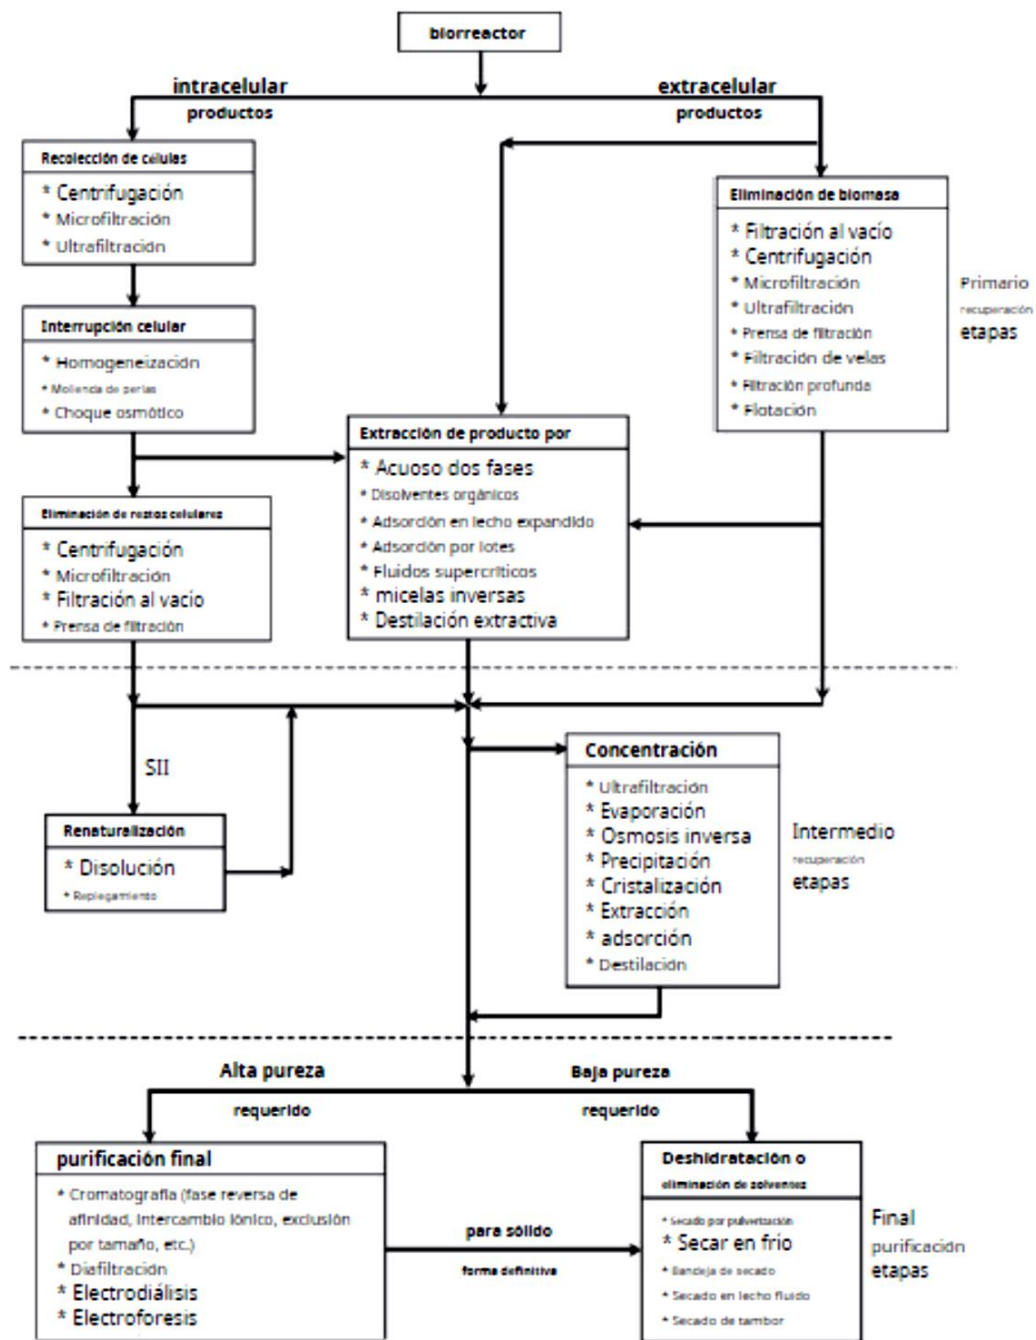 biorreactor
intracelular
productos
extracelular
productos
Recolección de células
* Centrifugación
* Microfiltración
* Ultrafiltración
Interrupción celular
* Homogeneización
* Molienda de perlas
* Choque osmótico
Eliminación de restos celulares
* Centrifugación
* Microfiltración
* Filtración al vacío
* Prensa de filtración
Extracción de producto por
* Acuoso dos fases
* Disolventes orgánicos
* Adsorción en lecho expandido
* Adsorción por lotes
* Fluidos supercríticos
* micelas inversas
* Destilación extractiva
Eliminación de biomasa
* Filtración al vacío
* Centrifugación
* Microfiltración
* Ultrafiltración
* Prensa de filtración
* Filtración de velas
* Filtración profunda
* Flotación
Primario
recuperación
etapas
SII
Renaturalización
* Disolución
* Replegamiento
Concentración
* Ultrafiltración
* Evaporación
* Osmosis inversa
* Precipitación
* Cristalización
* Extracción
* adsorción
* Destilación
Intermedio
recuperación
etapas
Alta pureza
requerido
Baja pureza
requerido
purificación final
* Cromatografía (fase reversa de
afinidad, intercambio iónico, exclusión
por tamaño, etc.)
* Diafiltración
* Electrodiálisis
* Electroforesis
para sólido
forma definitiva
Deshidratación o
eliminación de solventes
* Secado por pulverización
* Secar en frío
* Bandeja de secado
* Secado en lecho fluido
* Secado de tambor
Final
purificación
etapas